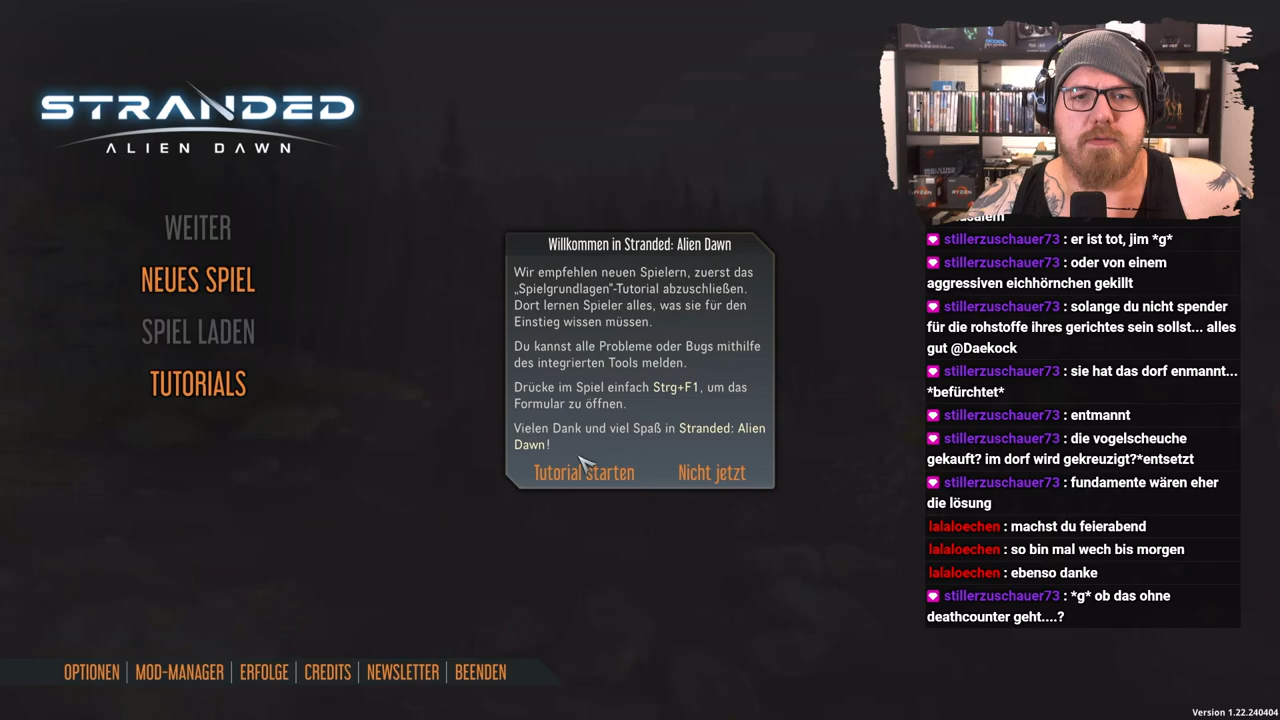 STRANDED
ALIEN DAWN
WEITER
NEUES SPIEL
SPIEL LADEN
TUTORIALS
Willkommen in Stranded: Alien Dawn
Wir empfehlen neuen Spielern, zuerst das
„Spielgrundlagen"-Tutorial abzuschließen.
Dort lernen Spieler alles, was sie für den
Einstieg wissen müssen.
Du kannst alle Probleme oder Bugs mithilfe
des integrierten Tools melden.
Drücke im Spiel einfach Strg+F1, um das
Formular zu öffnen.
Vielen Dank und viel Spaß in Stranded: Alien
Dawn!
Tutorial starten
Nicht jetzt
stillerzuschauer73 : er ist tot, jim *g*
stillerzuschauer73 : oder von einem
aggressiven eichhörnchen gekillt
stillerzuschauer73 : solange du nicht spender
für die rohstoffe ihres gerichtes sein sollst... alles
gut @Daekock
stillerzuschauer73 : sie hat das dorf enmannt...
*befürchtet*
stillerzuschauer73 : entmannt
stillerzuschauer73 : die vogelscheuche
gekauft? im dorf wird gekreuzigt?*entsetzt
stillerzuschauer73 : fundamente wären eher
die lösung
lalaloechen : machst du feierabend
lalaloechen : so bin mal wech bis morgen
lalaloechen : ebenso danke
stillerzuschauer73 : *g* ob das ohne
deathcounter geht....?
OPTIONEN | MOD-MANAGER | ERFOLGE | CREDITS | NEWSLETTER | BEENDEN
Version 1.22.240404